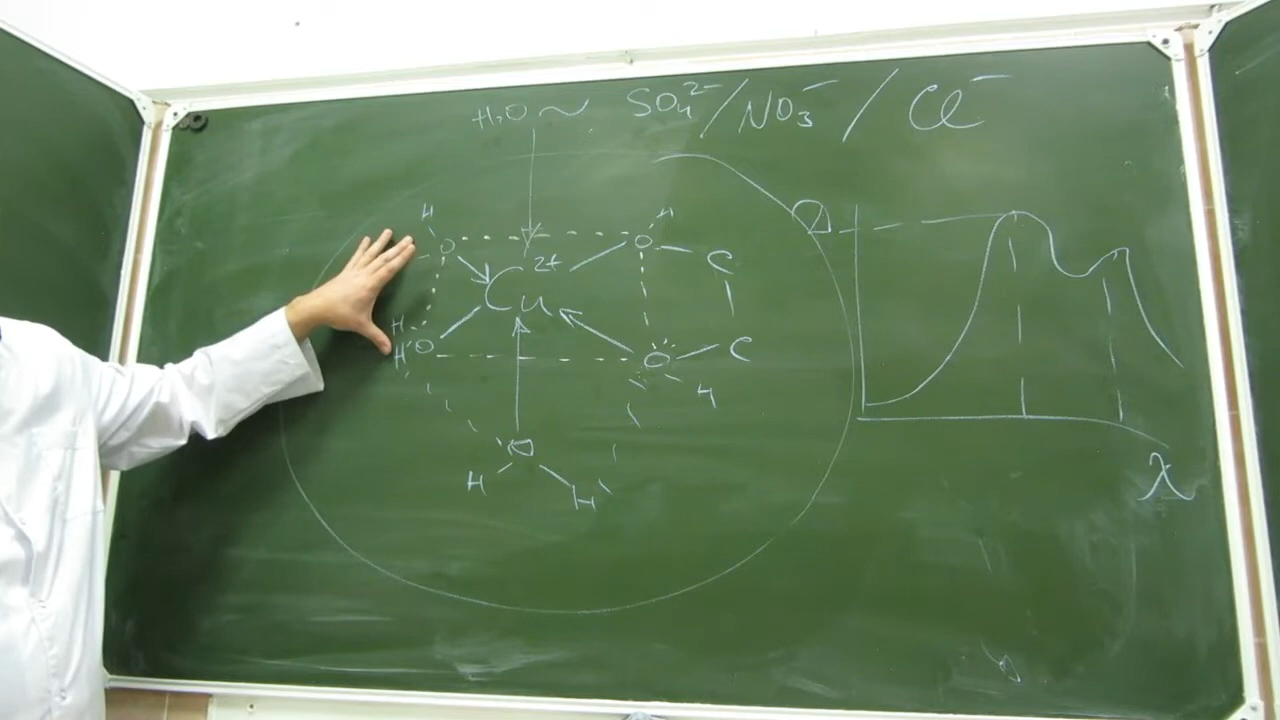 H₂O ~ SO₄²⁻ / NO₃⁻ / Cl⁻
H H D
O O C
Cu²⁺
H
H O O C
H
O
H H
λ